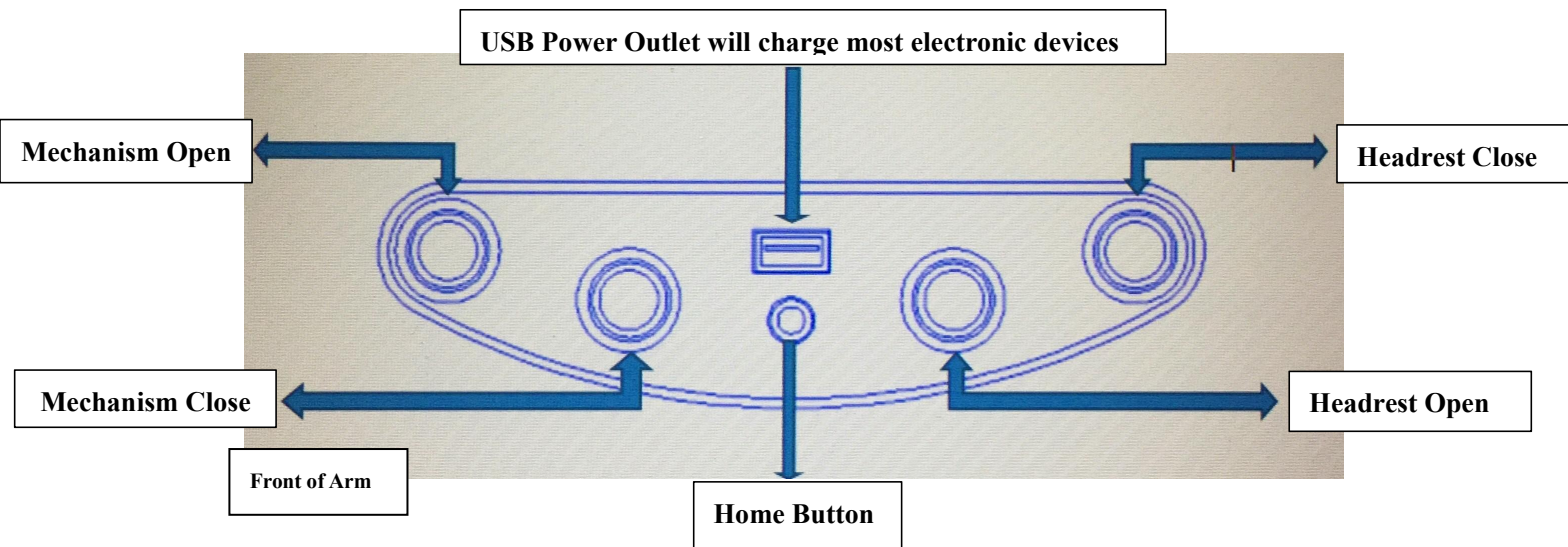 USB Power Outlet will charge most electronic devices
Mechanism Open
Headrest Close
Mechanism Close
Headrest Open
Front of Arm
Home Button